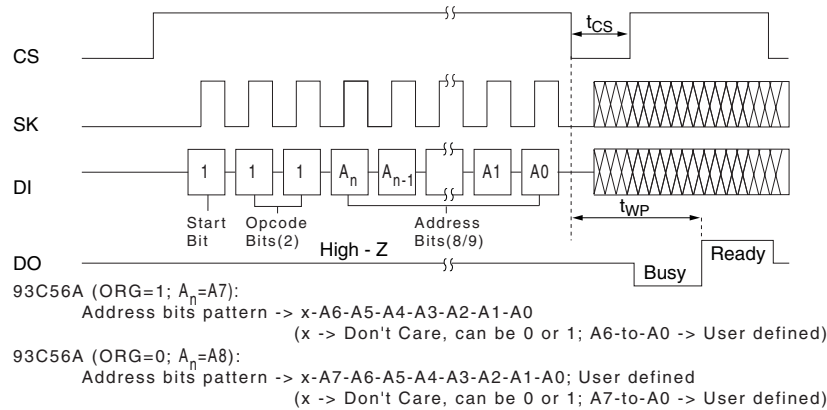 CS
tCS
SK
DI
1 1 1 An An-1 A1 A0
tWP
Start Bit
Opcode Bits(2)
Address Bits(8/9)
High - Z
DO
Busy
Ready
93C56A (ORG=1; An=A7):
Address bits pattern -> x-A6-A5-A4-A3-A2-A1-A0
(x -> Don't Care, can be 0 or 1; A6-to-A0 -> User defined)
93C56A (ORG=0; An=A8):
Address bits pattern -> x-A7-A6-A5-A4-A3-A2-A1-A0; User defined
(x -> Don't Care, can be 0 or 1; A7-to-A0 -> User defined)